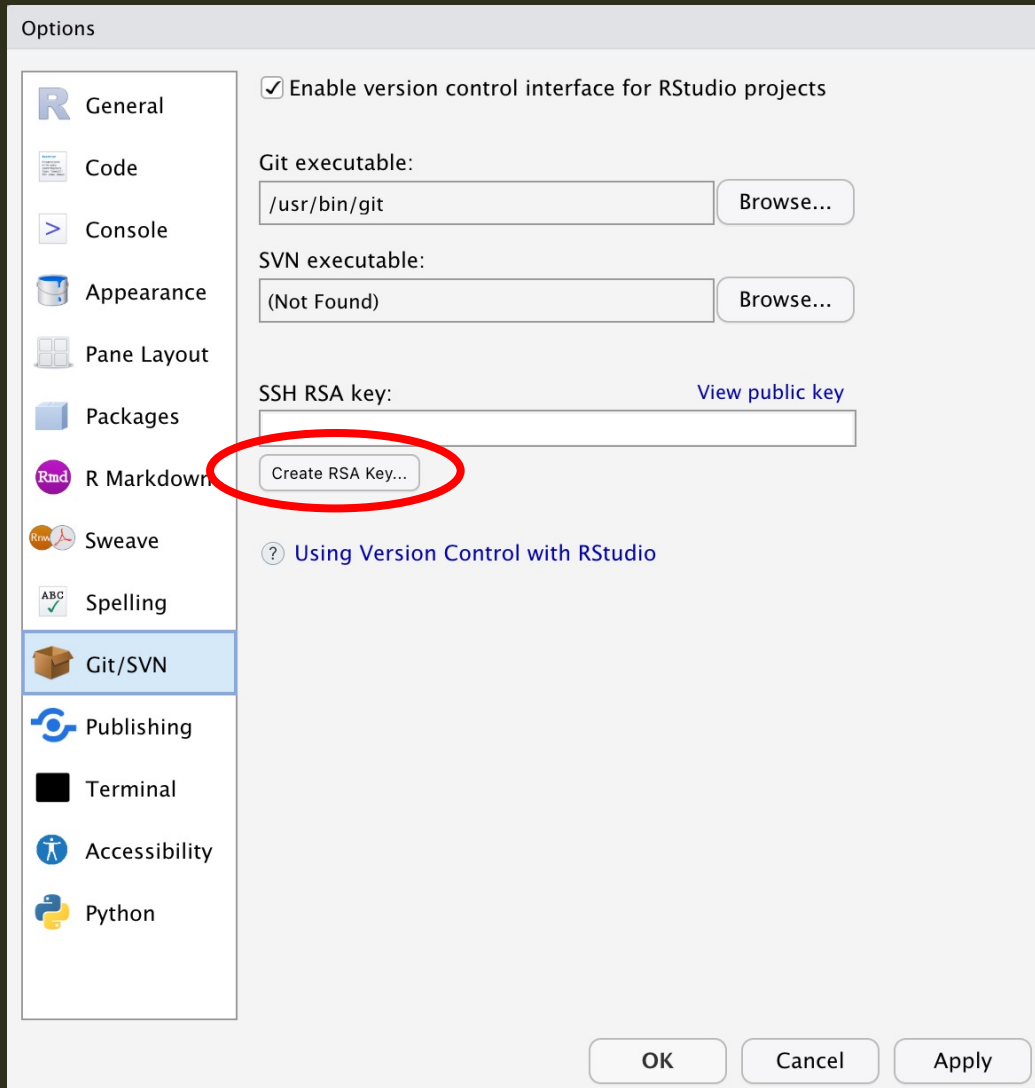 Options
General
Code
Console
Appearance
Pane Layout
Packages
Rmd R Markdown
Rnw Sweave
ABC Spelling
Git/SVN
Publishing
Terminal
Accessibility
Python
Enable version control interface for RStudio projects
Git executable:
/usr/bin/git Browse...
SVN executable:
(Not Found) Browse...
SSH RSA key: View public key
Create RSA Key...
? Using Version Control with RStudio
OK Cancel Apply